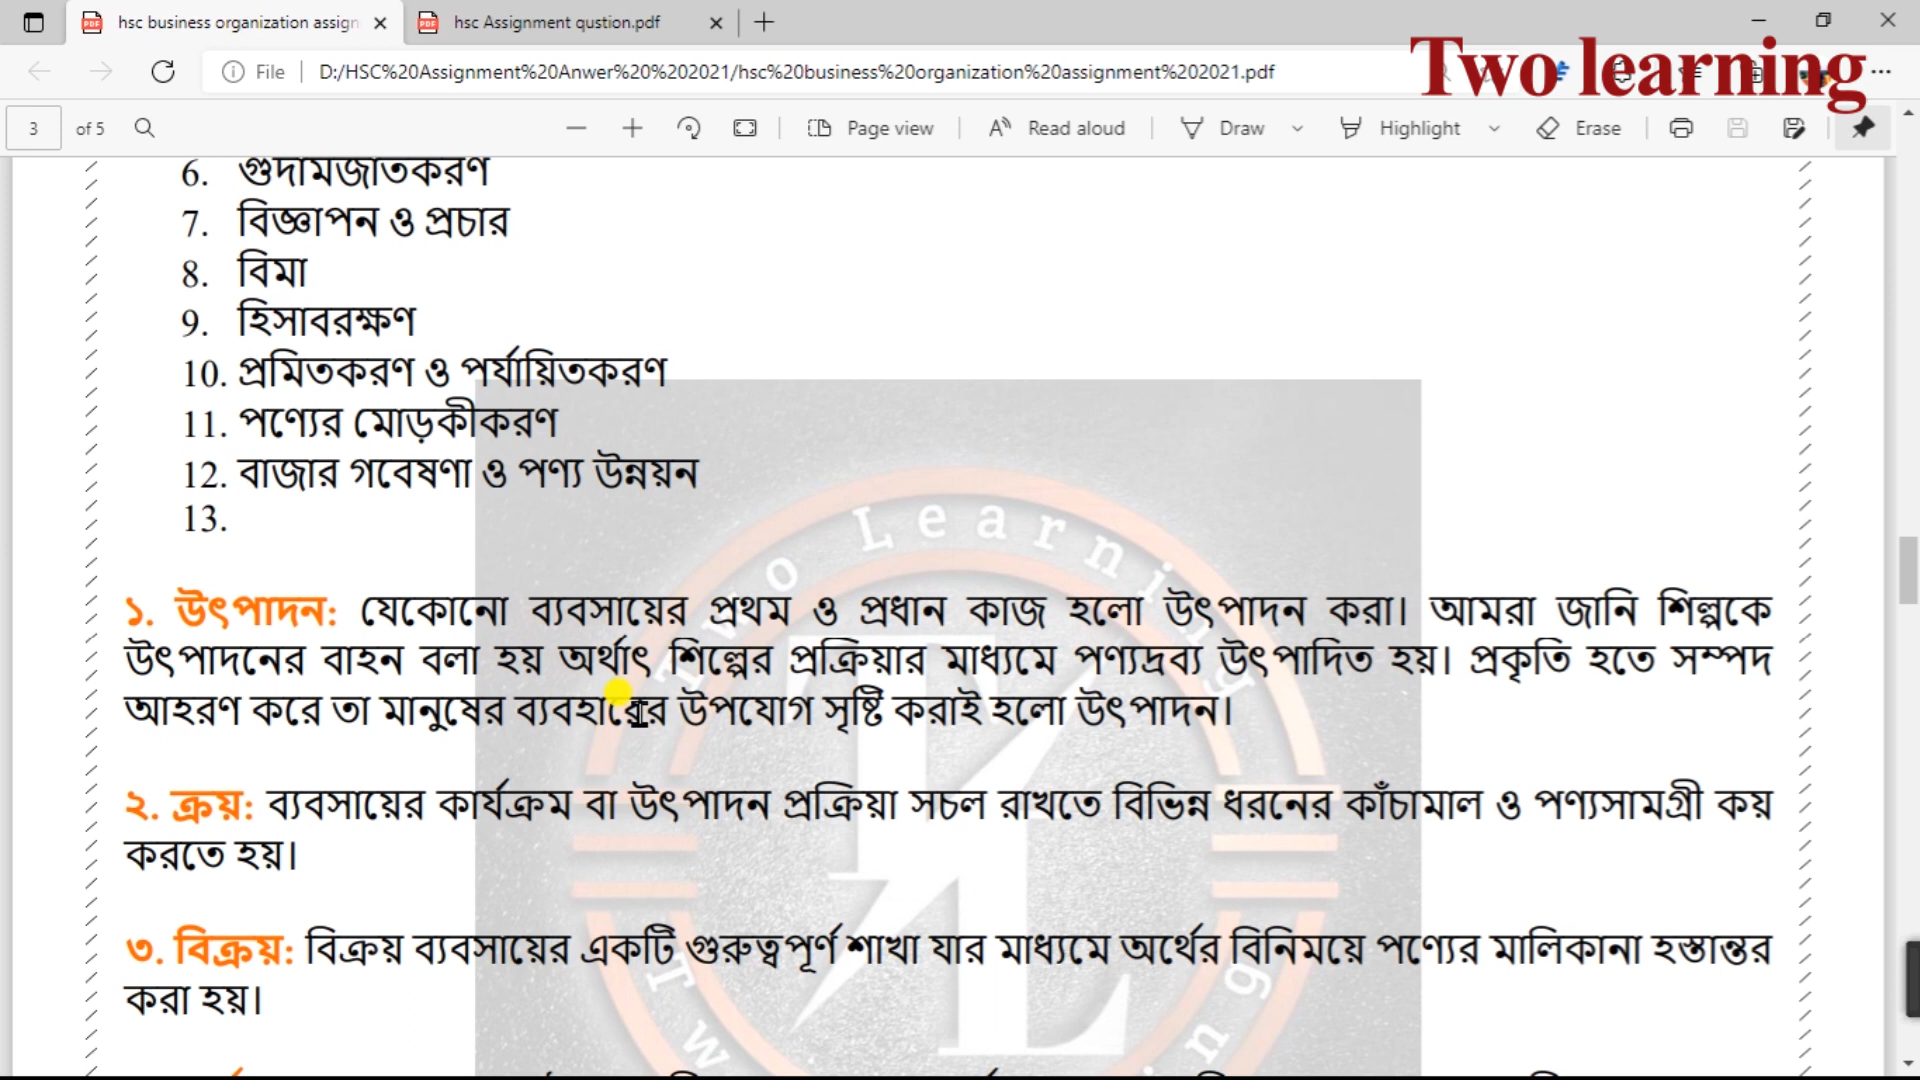 hsc business organization assign
hsc Assignment qustion.pdf
File
D:/HSC%20Assignment%20Anwer%20%202021/hsc%20business%20organization%20assignment%202021.pdf
Two learning
3 of 5
Page view
Read aloud
Draw
Highlight
Erase
6. গুদামজাতকরণ
7. বিজ্ঞাপন ও প্রচার
8. বিমা
9. হিসাবরক্ষণ
10. প্রমিতকরণ ও পর্যায়িতকরণ
11. পণ্যের মোড়কীকরণ
12. বাজার গবেষণা ও পণ্য উন্নয়ন
13.
Two Learning
১. উৎপাদন: যেকোনো ব্যবসায়ের প্রথম ও প্রধান কাজ হলো উৎপাদন করা। আমরা জানি শিল্পকে
উৎপাদনের বাহন বলা হয় অর্থাৎ শিল্পের প্রক্রিয়ার মাধ্যমে পণ্যদ্রব্য উৎপাদিত হয়। প্রকৃতি হতে সম্পদ
আহরণ করে তা মানুষের ব্যবহারের উপযোগ সৃষ্টি করাই হলো উৎপাদন।
২. ক্রয়: ব্যবসায়ের কার্যক্রম বা উৎপাদন প্রক্রিয়া সচল রাখতে বিভিন্ন ধরনের কাঁচামাল ও পণ্যসামগ্রী কয়
করতে হয়।
৩. বিক্রয়: বিক্রয় ব্যবসায়ের একটি গুরুত্বপূর্ণ শাখা যার মাধ্যমে অর্থের বিনিময়ে পণ্যের মালিকানা হস্তান্তর
করা হয়।